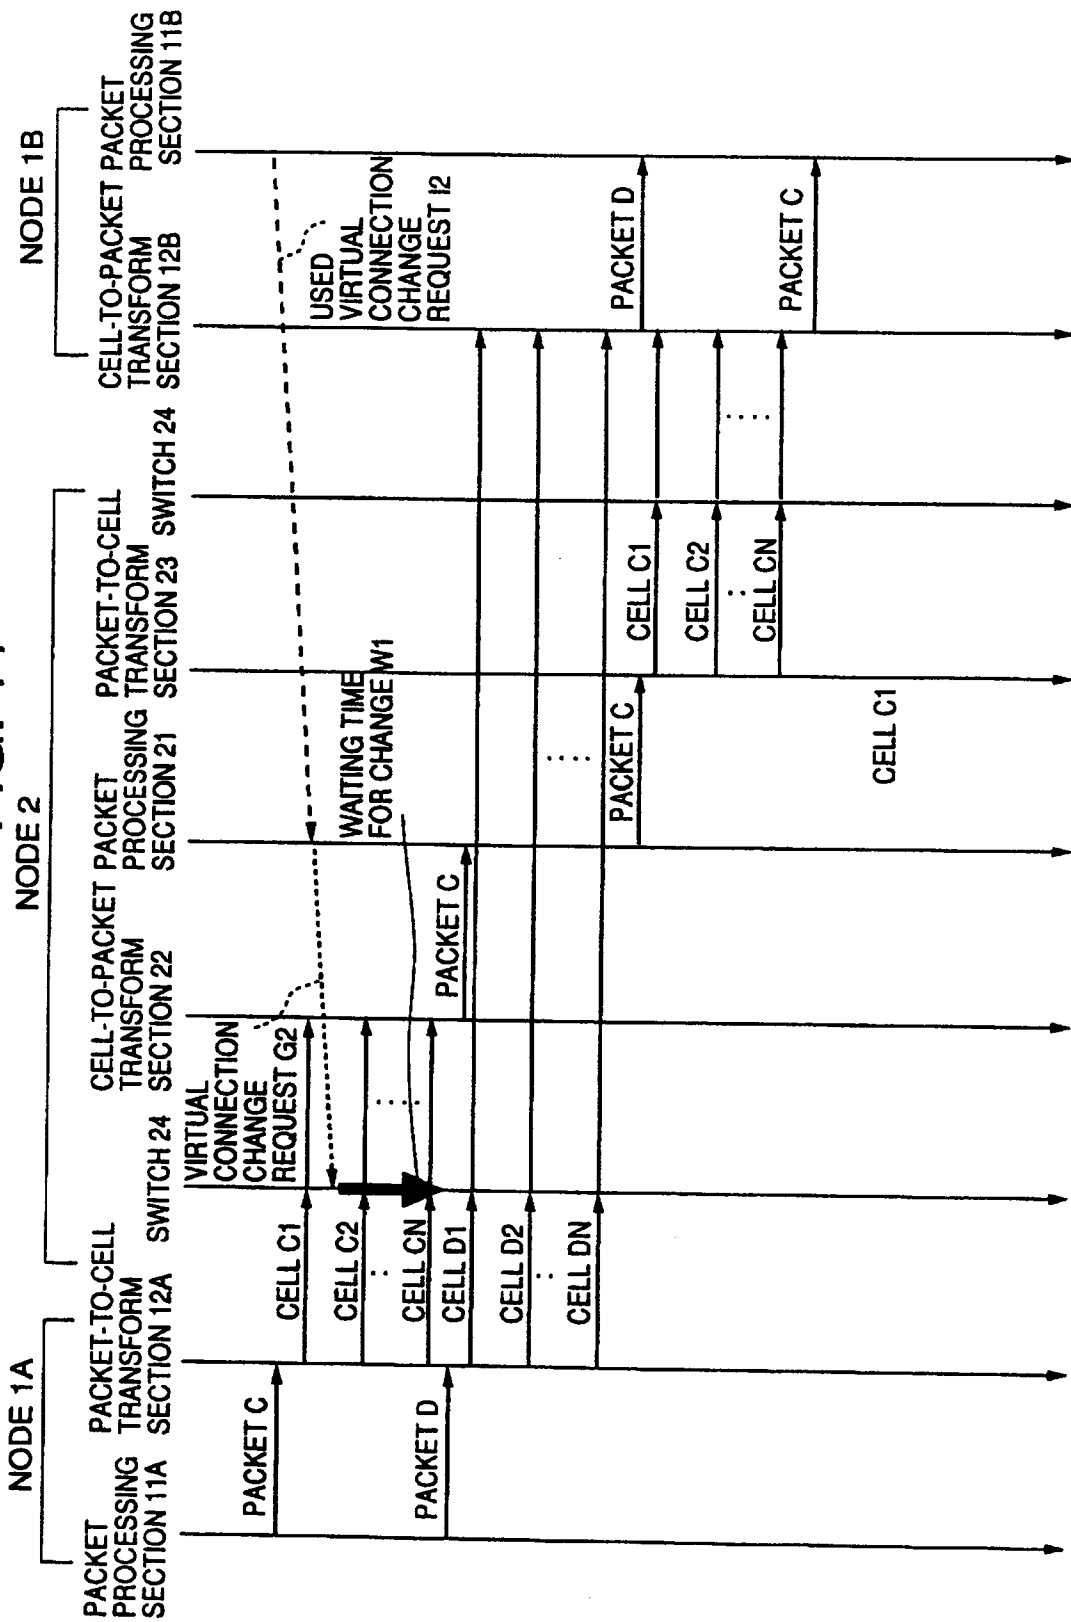 NODE 1A
NODE 2
NODE 1B
PACKET
PROCESSING
SECTION 11A
PACKET-TO-CELL
TRANSFORM
SECTION 12A
SWITCH 24
CELL-TO-PACKET
TRANSFORM
SECTION 22
PACKET
PROCESSING
SECTION 21
PACKET-TO-CELL
TRANSFORM
SECTION 23
SWITCH 24
CELL-TO-PACKET
TRANSFORM
SECTION 12B
PACKET
PROCESSING
SECTION 11B
VIRTUAL
CONNECTION
CHANGE
REQUEST G2
USED
VIRTUAL
CONNECTION
CHANGE
REQUEST I2
WAITING TIME
FOR CHANGE W1
PACKET C
CELL C1
CELL C2
CELL CN
PACKET D
CELL D1
CELL D2
CELL DN
PACKET C
PACKET C
CELL C1
CELL C2
CELL CN
PACKET D
PACKET C
CELL C1